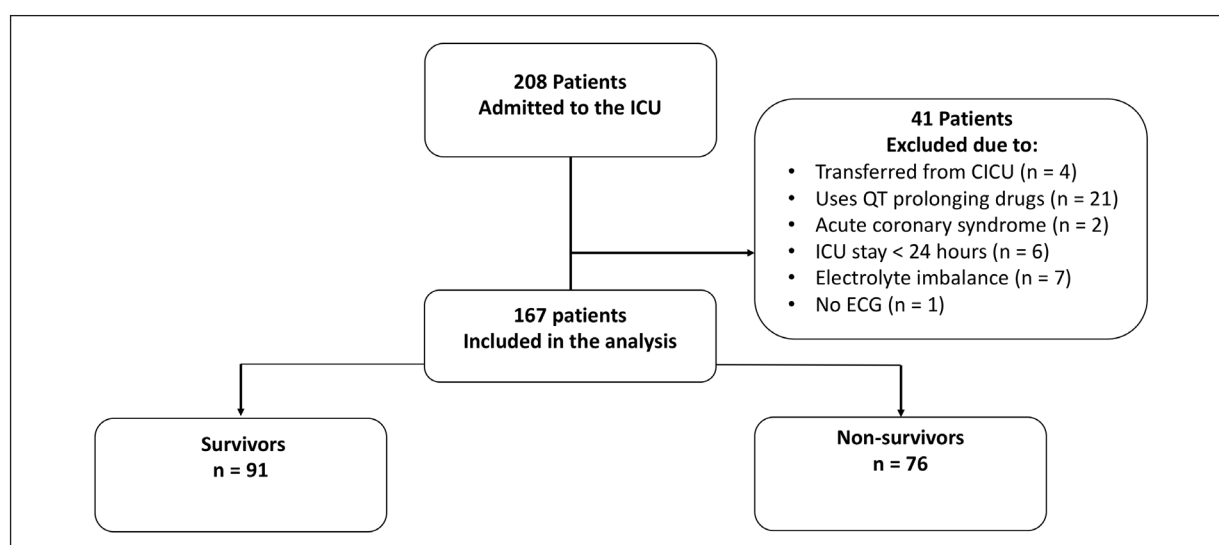 208 Patients
Admitted to the ICU
41 Patients
Excluded due to:
• Transferred from CICU (n = 4)
• Uses QT prolonging drugs (n = 21)
• Acute coronary syndrome (n = 2)
• ICU stay < 24 hours (n = 6)
• Electrolyte imbalance (n = 7)
• No ECG (n = 1)
167 patients
Included in the analysis
Survivors
n = 91
Non-survivors
n = 76